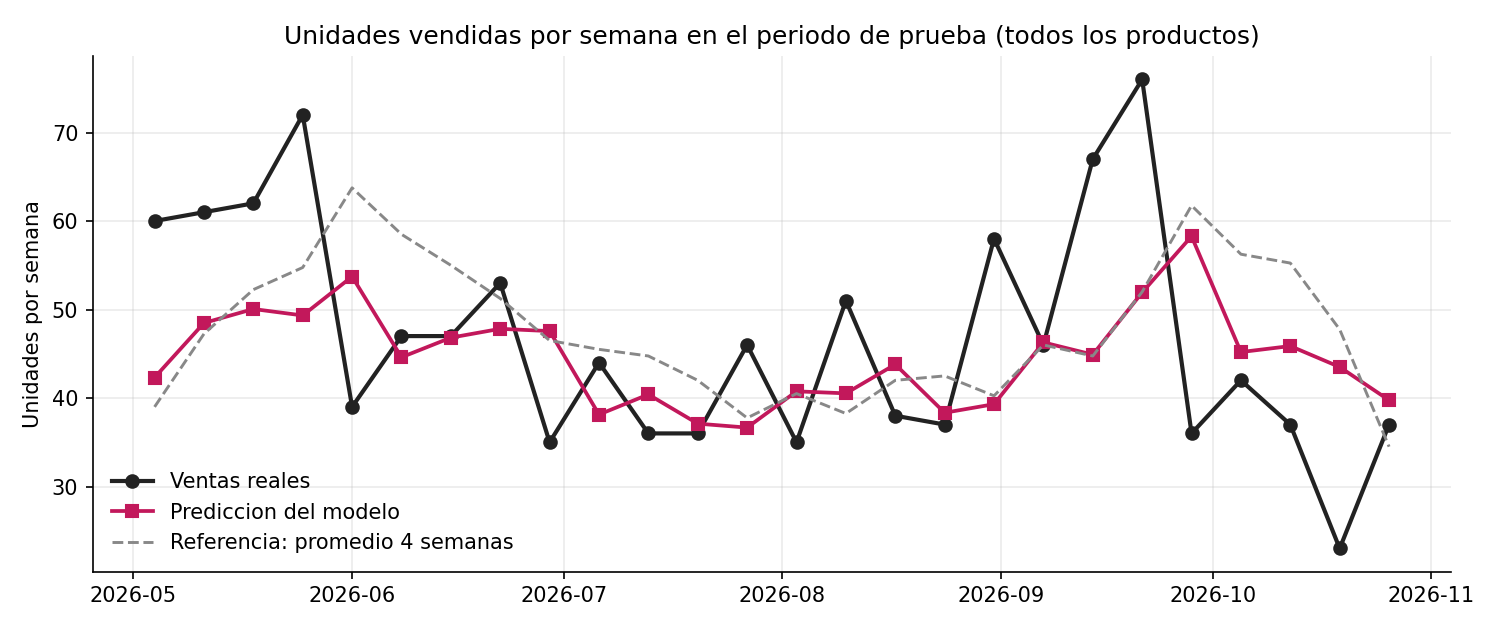 Unidades vendidas por semana en el periodo de prueba (todos los productos)
Unidades por semana
70
60
50
40
30
Ventas reales
Prediccion del modelo
Referencia: promedio 4 semanas
2026-05
2026-06
2026-07
2026-08
2026-09
2026-10
2026-11